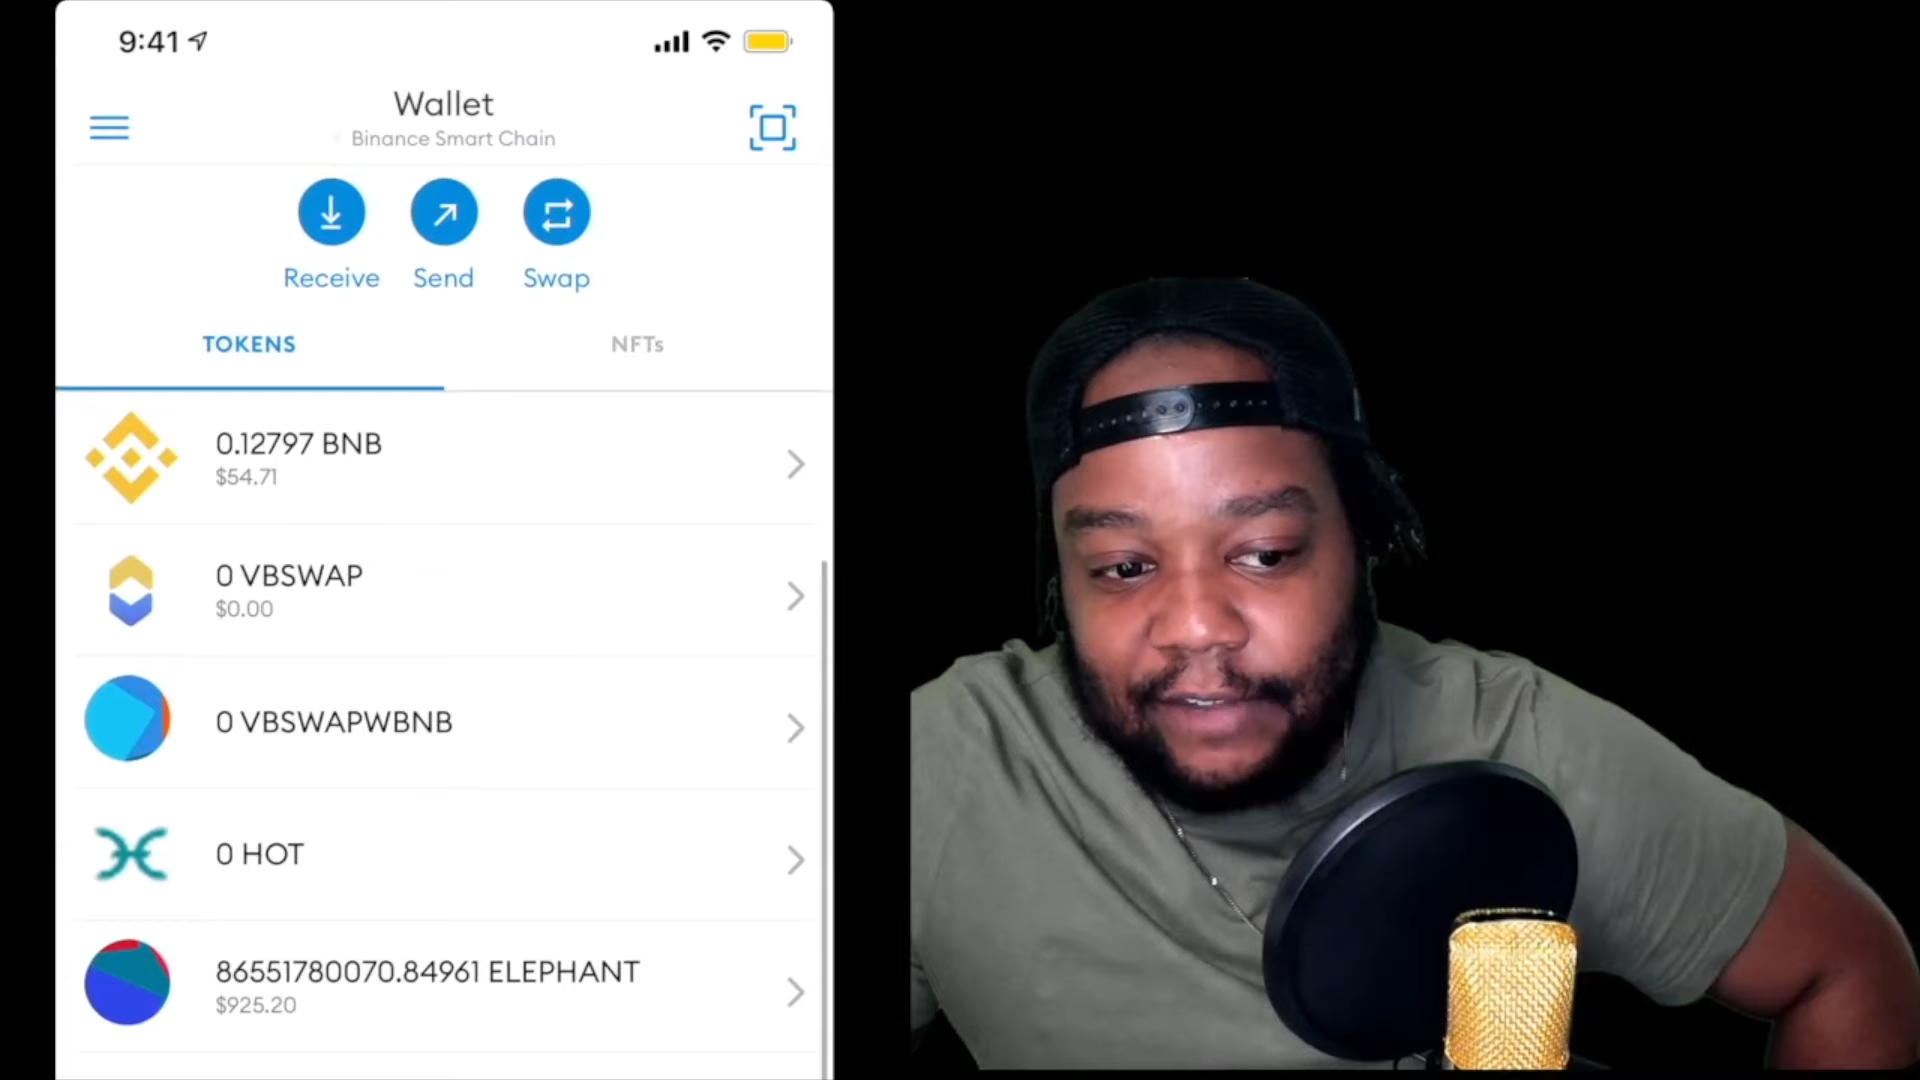 9:41
Wallet
Binance Smart Chain
Receive
Send
Swap
TOKENS
NFTs
0.12797 BNB
$54.71
0 VBSWAP
$0.00
0 VBSWAPWBNB
0 HOT
86551780070.84961 ELEPHANT
$925.20